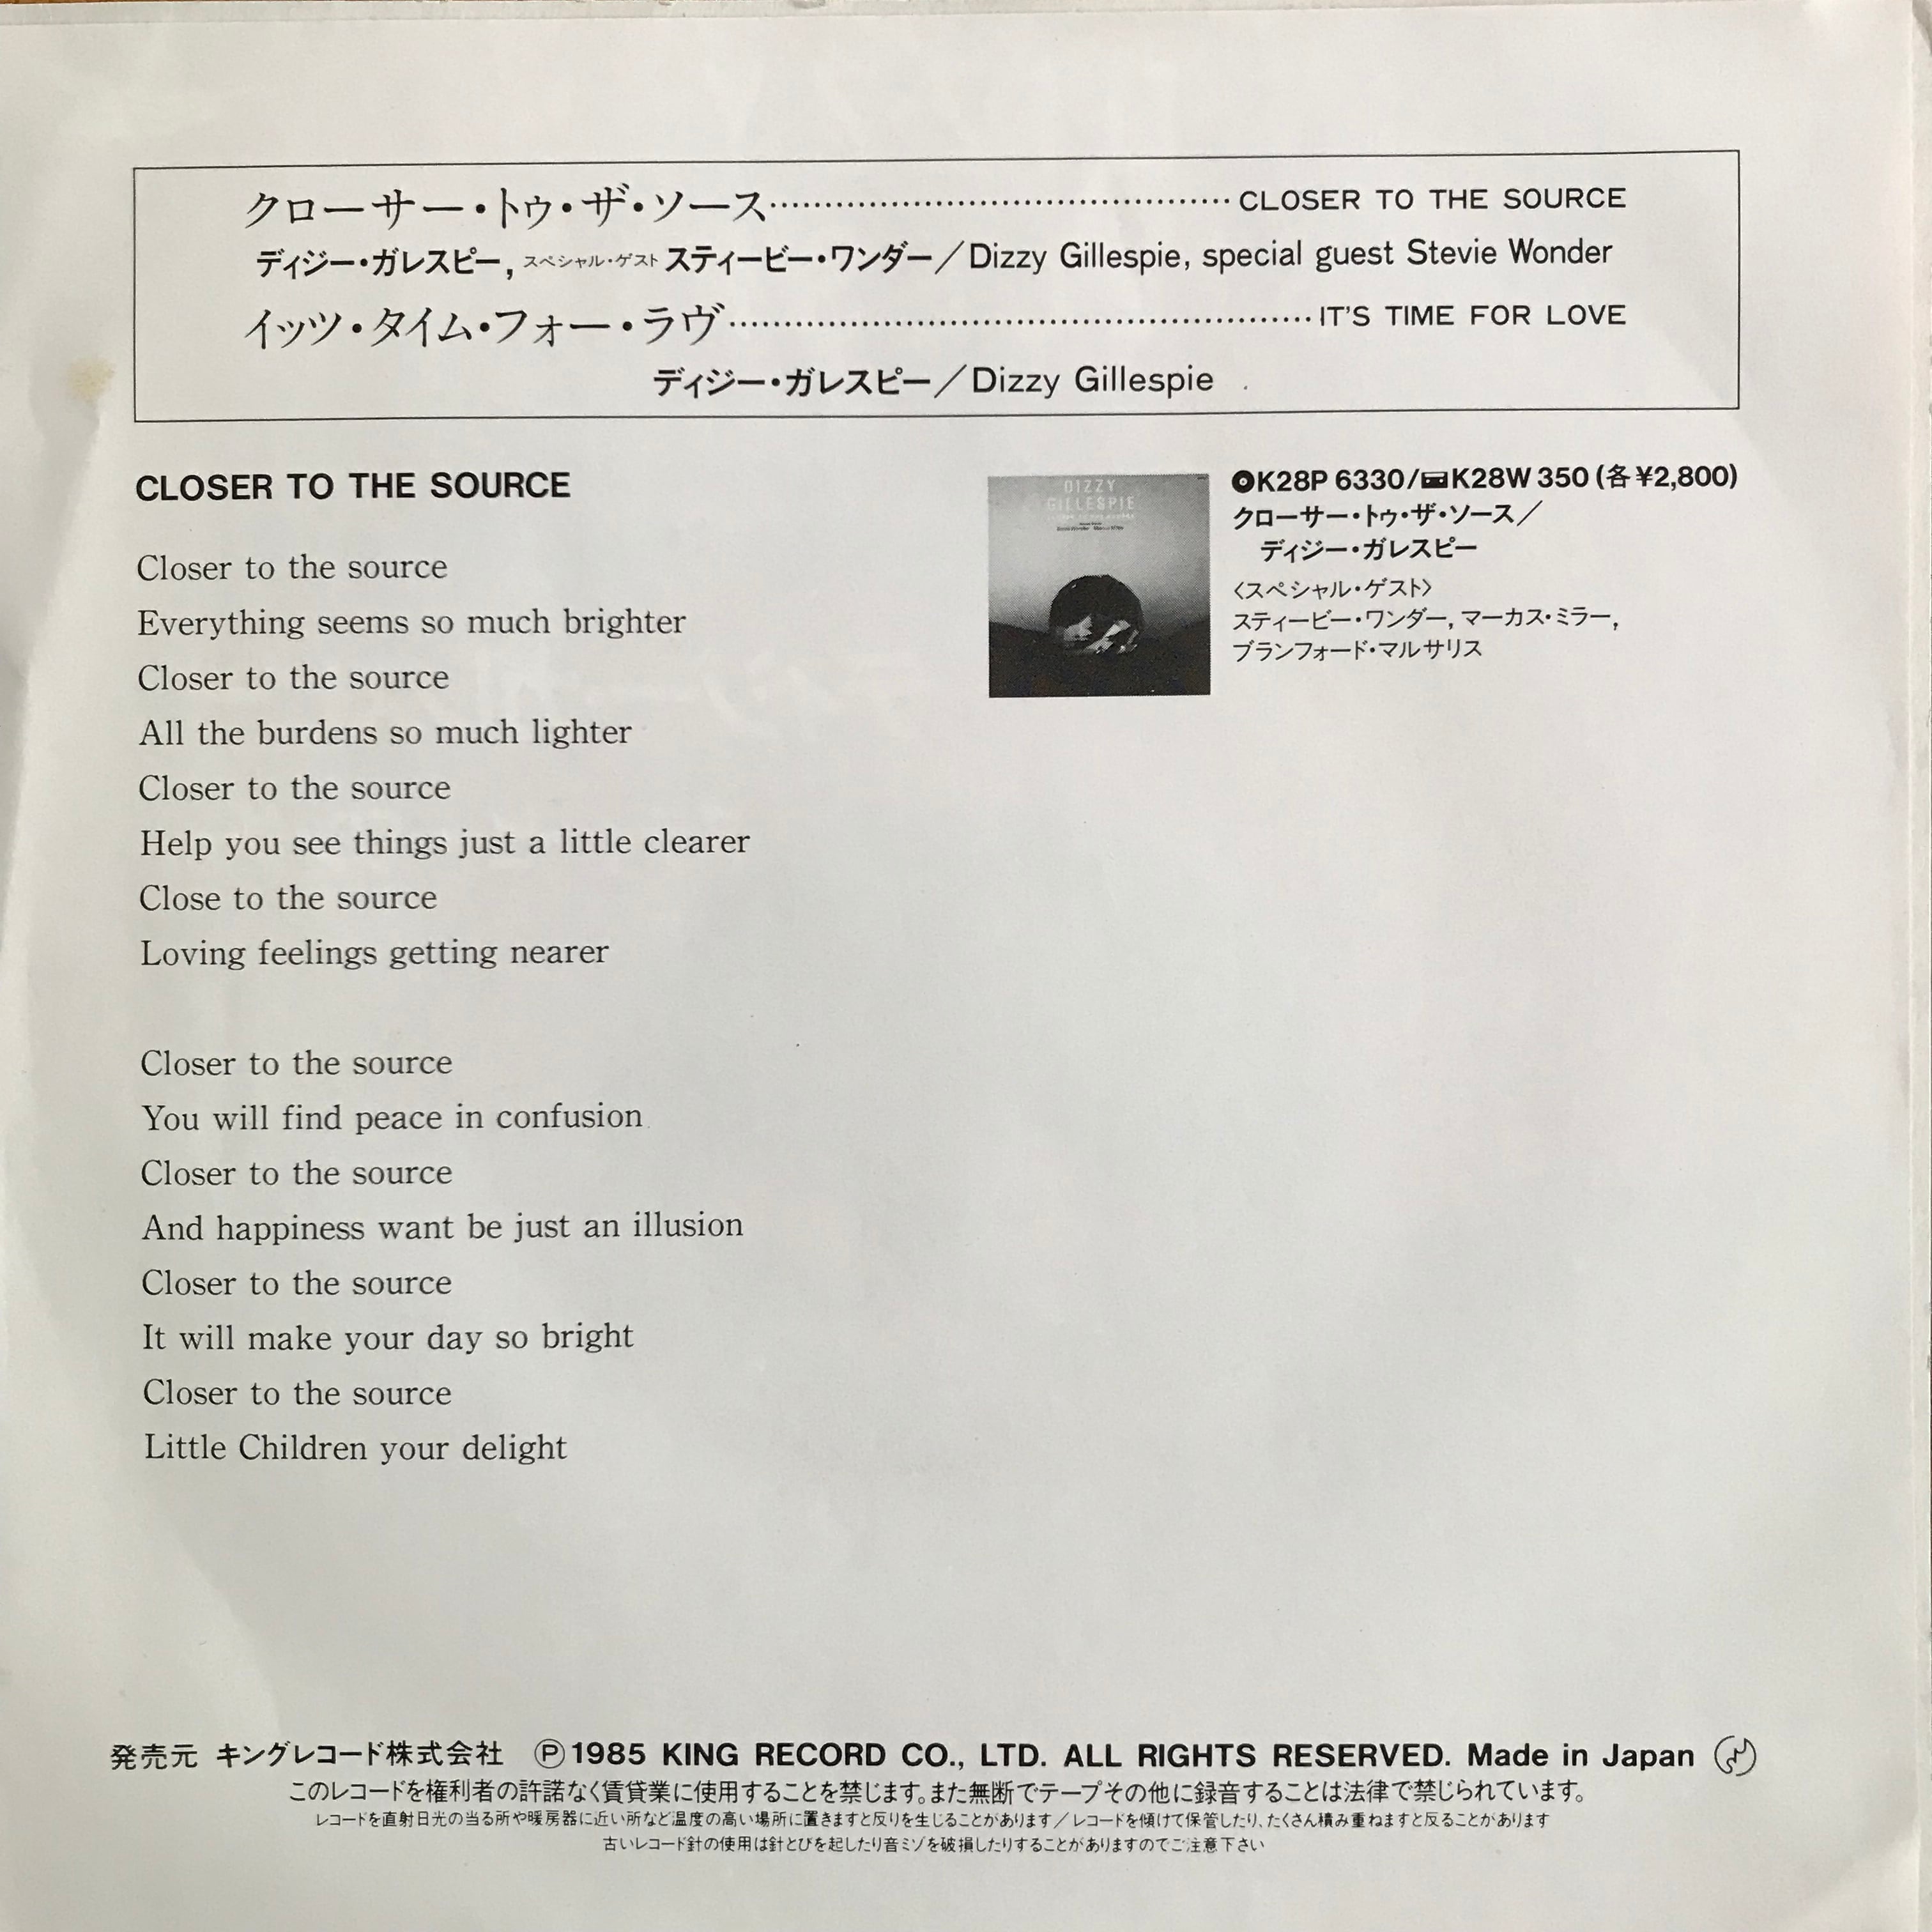 クローサー・トゥ・ザ・ソース………………………………………CLOSER TO THE SOURCE
ディジー・ガレスピー, スペシャル・ゲスト スティービー・ワンダー／Dizzy Gillespie, special guest Stevie Wonder
イッツ・タイム・フォー・ラヴ…………………………………………………IT'S TIME FOR LOVE
ディジー・ガレスピー／Dizzy Gillespie
CLOSER TO THE SOURCE
Closer to the source
Everything seems so much brighter
Closer to the source
All the burdens so much lighter
Closer to the source
Help you see things just a little clearer
Close to the source
Loving feelings getting nearer
Closer to the source
You will find peace in confusion
Closer to the source
And happiness want be just an illusion
Closer to the source
It will make your day so bright
Closer to the source
Little Children your delight
DIZZY
GILLESPIE
K28P 6330/K28W 350 (各¥2,800)
クローサー・トゥ・ザ・ソース／
ディジー・ガレスピー
〈スペシャル・ゲスト〉
スティービー・ワンダー, マーカス・ミラー,
ブランフォード・マルサリス
発売元 キングレコード株式会社 Ⓟ1985 KING RECORD CO., LTD. ALL RIGHTS RESERVED. Made in Japan
このレコードを権利者の許諾なく賃貸業に使用することを禁じます。また無断でテープその他に録音することは法律で禁じられています。
レコードを直射日光の当る所や暖房器に近い所など温度の高い場所に置きますと反りを生じることがあります／レコードを傾けて保管したり、たくさん積み重ねますと反ることがあります
古いレコード針の使用は針とびを起したり音ミゾを破損したりすることがありますのでご注意下さい